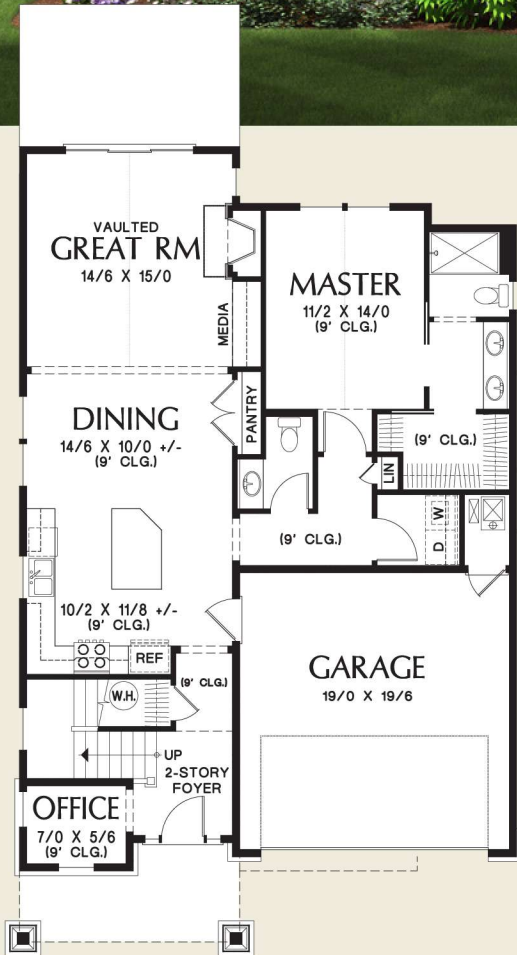 VAULTED
GREAT RM
14/6 X 15/0
MEDIA
MASTER
11/2 X 14/0
(9' CLG.)
DINING
14/6 X 10/0 +/-
(9' CLG.)
PANTRY
(9' CLG.)
LIN
(9' CLG.)
D
W
10/2 X 11/8 +/-
(9' CLG.)
REF
GARAGE
19/0 X 19/6
W.H.
(9' CLG.)
UP
2-STORY
FOYER
OFFICE
7/0 X 5/6
(9' CLG.)